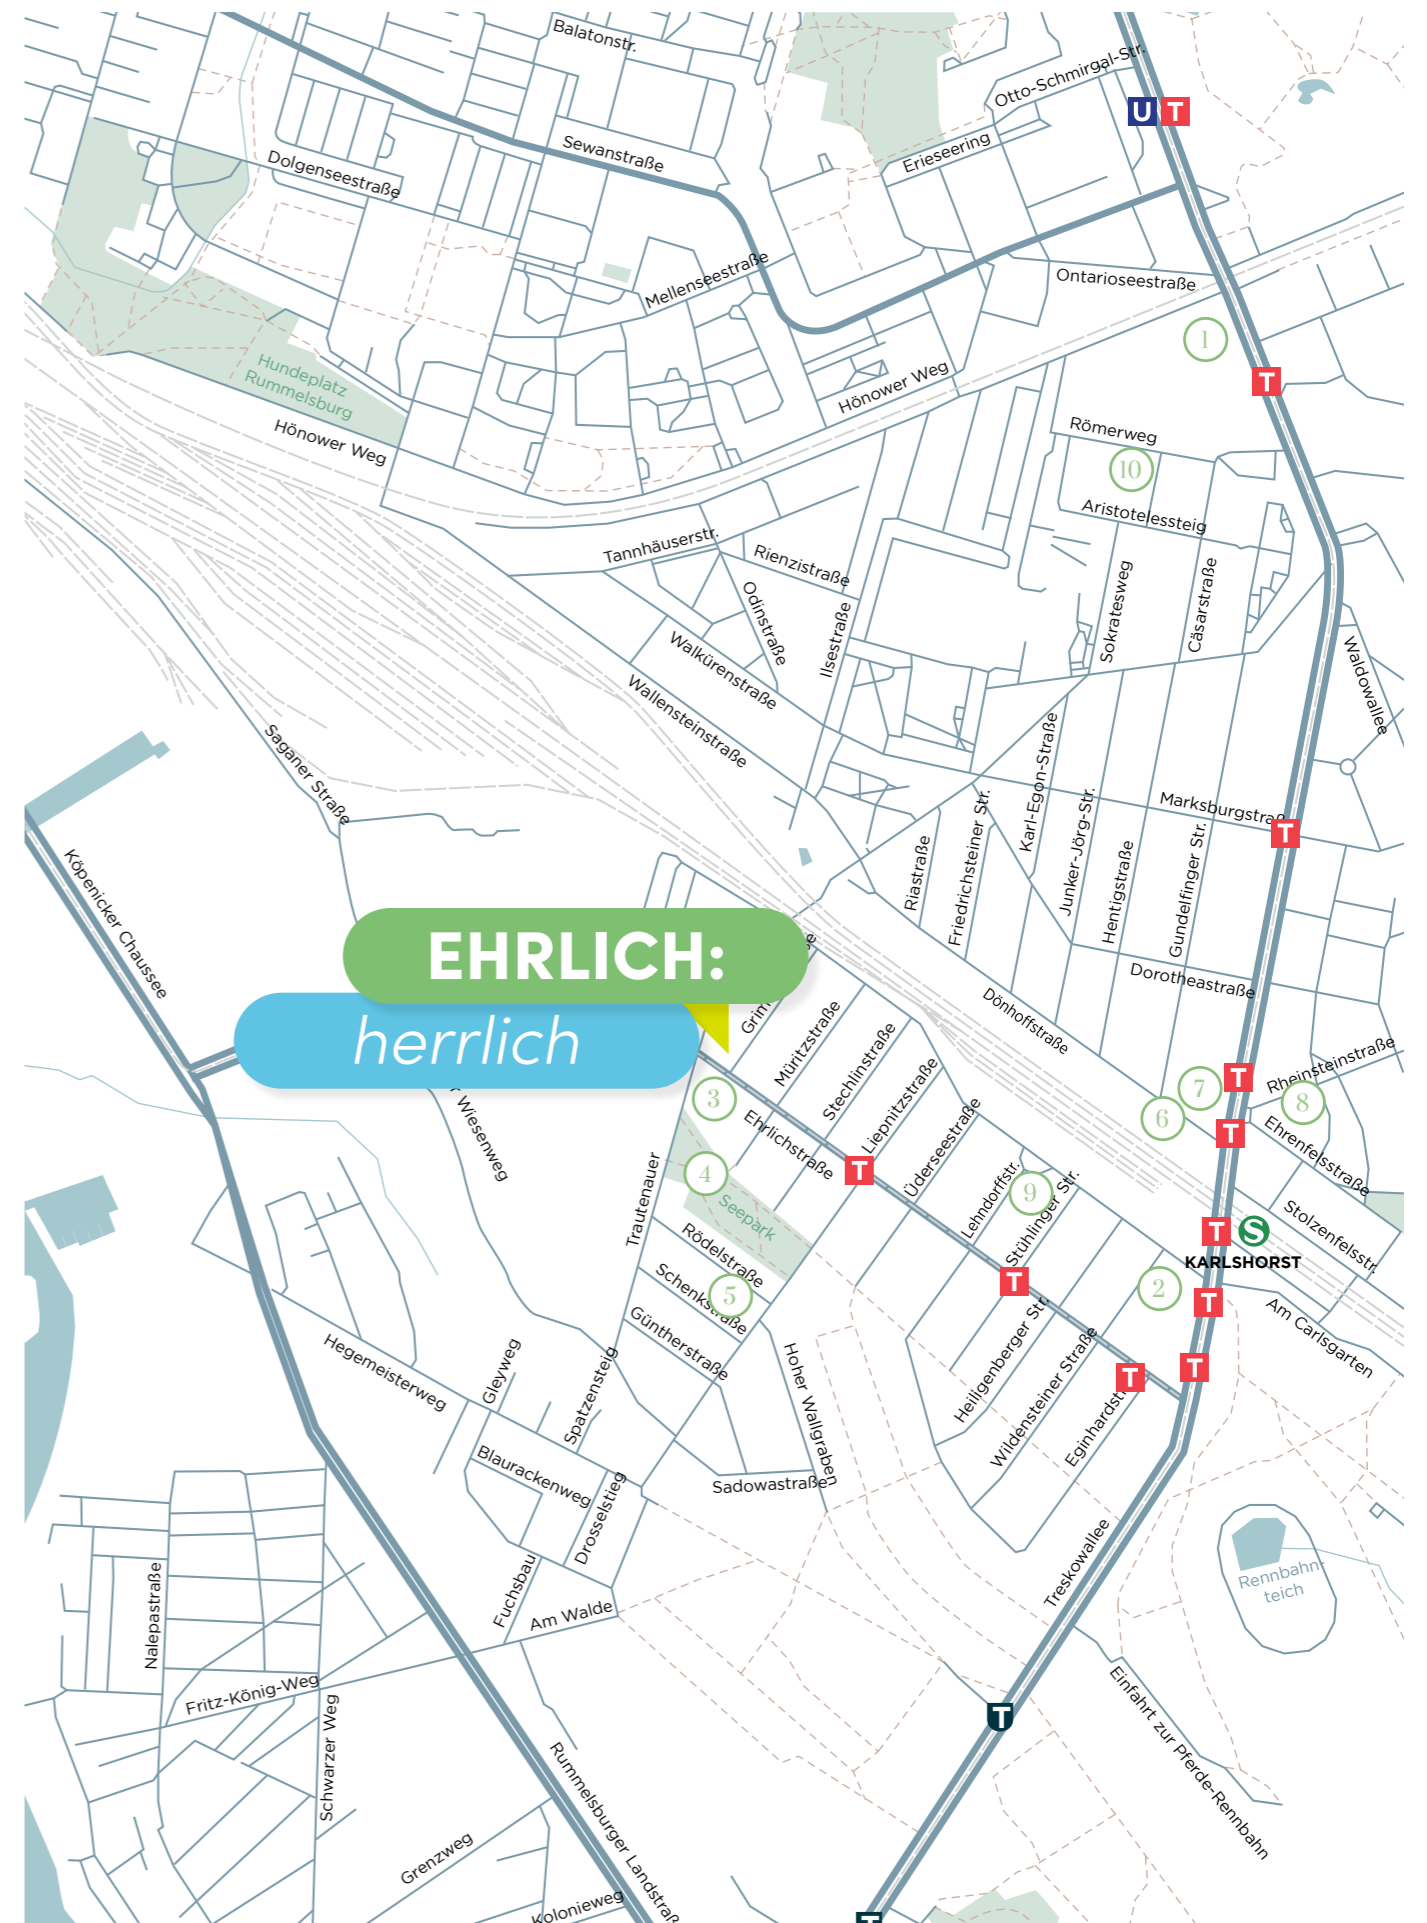 Balatonstr.
Otto-Schmirgal-Str.
U T
Sewanstraße
Erieseering
Dolgenseestraße
Mellenseestraße
Ontarioseestraße
1
T
Hundeplatz
Rummelsburg
Hönower Weg
Hönower Weg
Römerweg
10
Aristotelessteig
Tannhäuserstr.
Rienzistraße
Odinstraße
Ilsestraße
Sokratesweg
Cäsarstraße
Waldowallee
Walkürenstraße
Wallensteinstraße
Saganer Straße
Karl-Egon-Straße
Marksburgstraß
T
Riastraße
Friedrichsteiner Str.
Junker-Jörg-Str.
Hentigstraße
Gundelfinger Str.
Köpenicker Chaussee
EHRLICH:
herrlich
Dorotheastraße
Dönhoffstraße
Müritzstraße
Stechlinstraße
Liepnitzstraße
Üderseestraße
Rheinsteinstraße
T
7
8
6
T
3
Wiesenweg
Ehrlichstraße
T
Ehrenfelsstraße
4
Seepark
Trautenauer
Lehndorffstr.
9
Stühlinger Str.
Stolzenfelsstr.
T S
KARLSHORST
Rödelstraße
Schenkstraße
5
Güntherstraße
T
2
T
Am Carlsgarten
Hegemeisterweg
Gleyweg
Spatzensteig
Hoher Wallgraben
Heiligenberger Str.
Wildensteiner Straße
Eginhardst
T
T
Blaurackenweg
Drosselstieg
Sadowastraße
Treskowallee
Rennbahn-
teich
Nalepastraße
Fuchsbau
Am Walde
Fritz-König-Weg
Schwarzer Weg
T
Einfahrt zur Pferde-Rennbahn
Rummelsburger Landstraß
Grenzweg
Kolonieweg
T